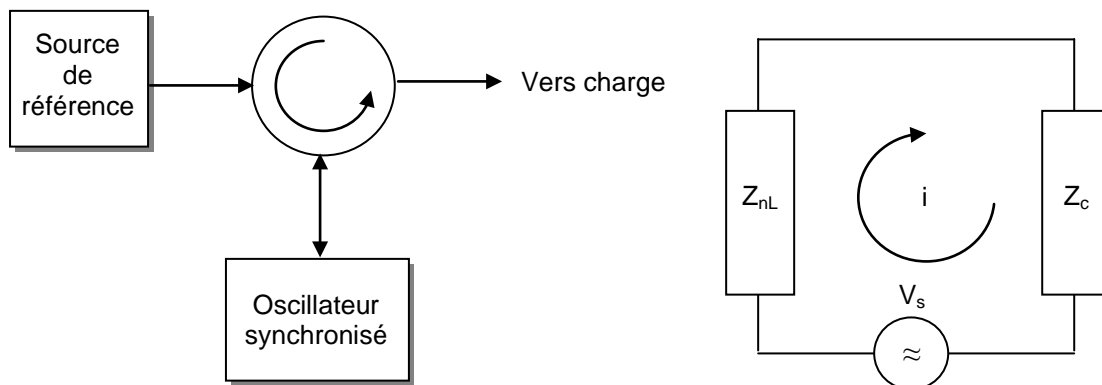 Source
de
référence
Vers charge
Oscillateur
synchronisé
Z_nL
i
Z_c
V_s
≈